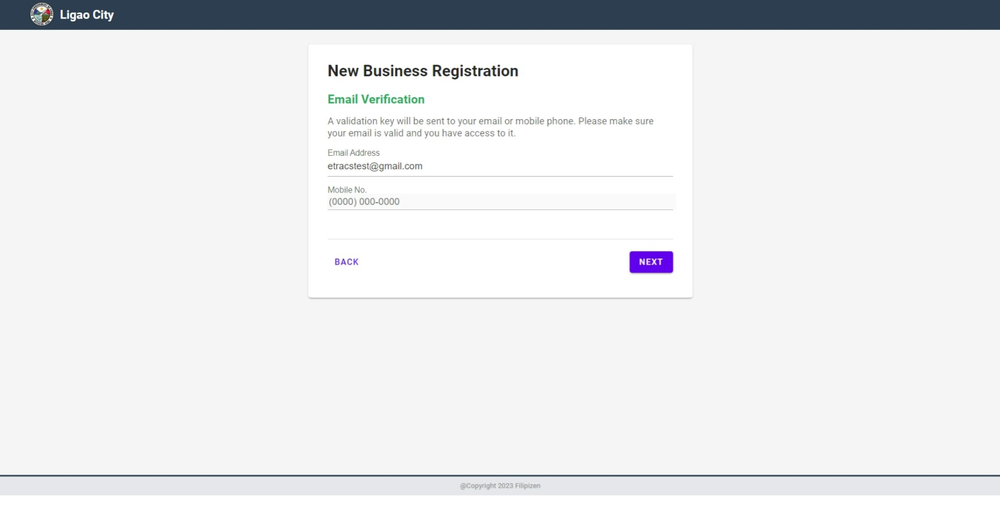 Ligao City
New Business Registration
Email Verification
A validation key will be sent to your email or mobile phone. Please make sure
your email is valid and you have access to it.
Email Address
etracstest@gmail.com
Mobile No.
(0000) 000-0000
BACK
NEXT
@Copyright 2023 Filipizen